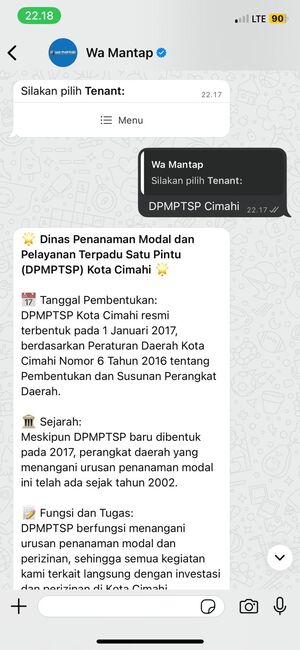 22.18
LTE 90
Wa Mantap
Silakan pilih Tenant:
22.17
Menu
Wa Mantap
Silakan pilih Tenant:
DPMPTSP Cimahi 22.17
🌟 Dinas Penanaman Modal dan
Pelayanan Terpadu Satu Pintu
(DPMPTSP) Kota Cimahi 🌟
📅 Tanggal Pembentukan:
DPMPTSP Kota Cimahi resmi
terbentuk pada 1 Januari 2017,
berdasarkan Peraturan Daerah Kota
Cimahi Nomor 6 Tahun 2016 tentang
Pembentukan dan Susunan Perangkat
Daerah.
🏛 Sejarah:
Meskipun DPMPTSP baru dibentuk
pada 2017, perangkat daerah yang
menangani urusan penanaman modal
ini telah ada sejak tahun 2002.
📝 Fungsi dan Tugas:
DPMPTSP berfungsi menangani
urusan penanaman modal dan
perizinan, sehingga semua kegiatan
kami terkait langsung dengan investasi
dan perizinan di Kota Cimahi